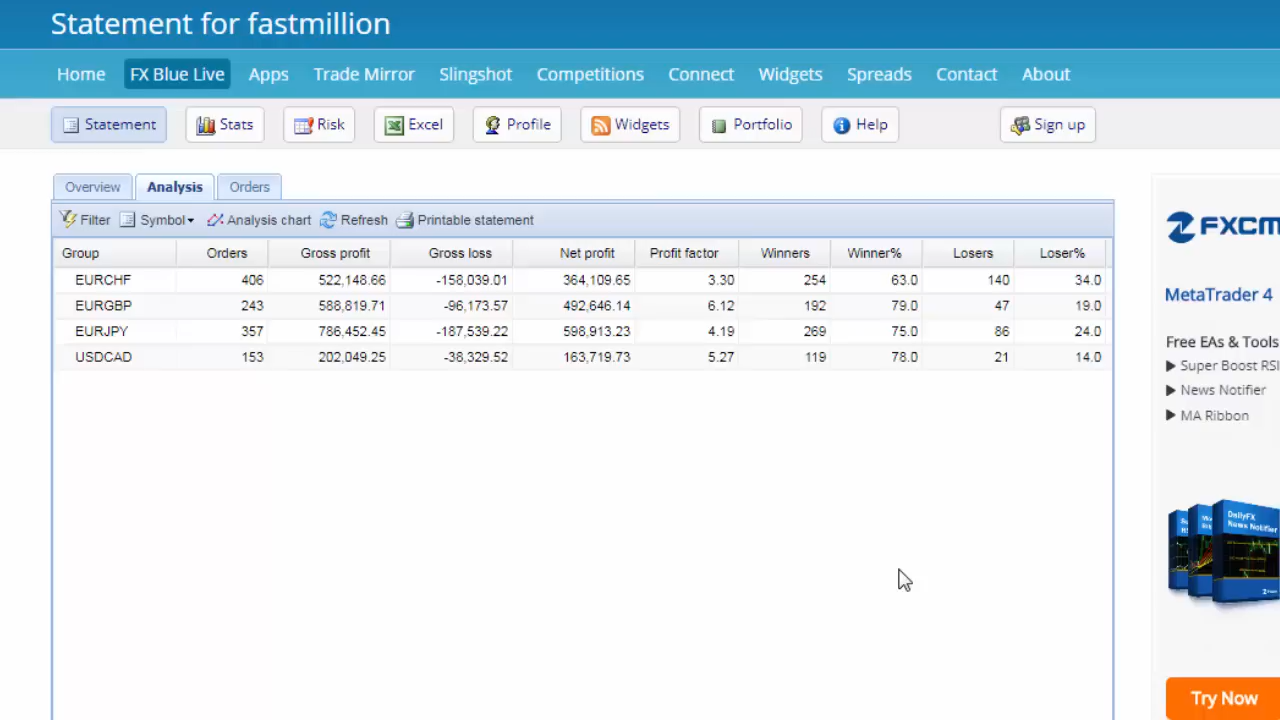 Statement for fastmillion
Home FX Blue Live Apps Trade Mirror Slingshot Competitions Connect Widgets Spreads Contact About
Statement Stats Risk Excel Profile Widgets Portfolio Help Sign up
Overview Analysis Orders
Filter Symbol Analysis chart Refresh Printable statement
Group Orders Gross profit Gross loss Net profit Profit factor Winners Winner% Losers Loser%
EURCHF 406 522,148.66 -158,039.01 364,109.65 3.30 254 63.0 140 34.0
EURGBP 243 588,819.71 -96,173.57 492,646.14 6.12 192 79.0 47 19.0
EURJPY 357 786,452.45 -187,539.22 598,913.23 4.19 269 75.0 86 24.0
USDCAD 153 202,049.25 -38,329.52 163,719.73 5.27 119 78.0 21 14.0
FXCM
MetaTrader 4
Free EAs & Tools
Super Boost RSI
News Notifier
MA Ribbon
DailyFX
News Notifier
Try Now